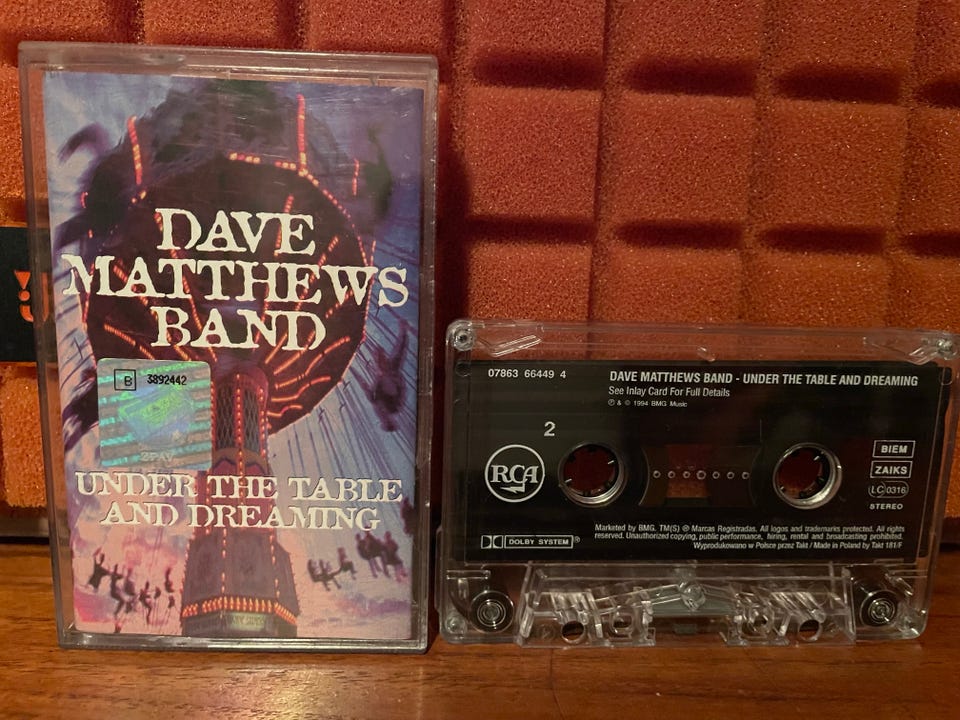 DAVE
MATTHEWS
BAND
B 3892442
ZPAV
UNDER THE TABLE
AND DREAMING
07863 66449 4
DAVE MATTHEWS BAND - UNDER THE TABLE AND DREAMING
See Inlay Card For Full Details
℗ & © 1994 BMG Music
2
RCA
BIEM
ZAIKS
LC 0316
STEREO
DOLBY SYSTEM®
Marketed by BMG. TM(S) ® Marcas Registradas. All logos and trademarks protected. All rights
reserved. Unauthorized copying, public performance, hiring, rental and broadcasting prohibited.
Wyprodukowano w Polsce przez Takt / Made in Poland by Takt 181/F